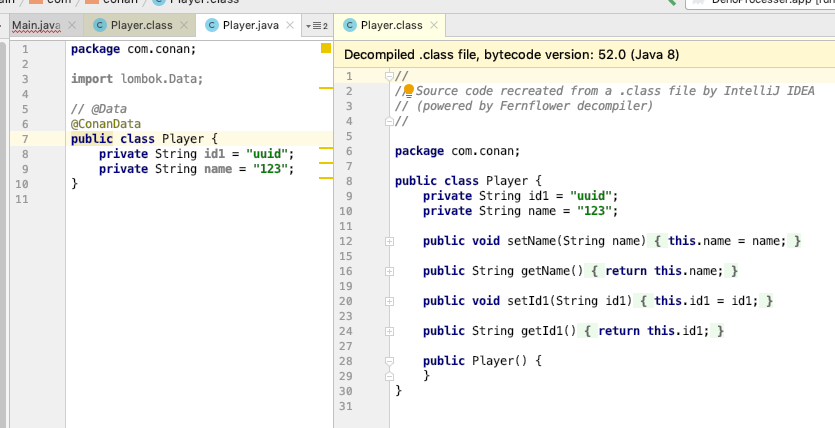 ain
com
conan
Player.class
DenoProcesser.app [run
Main.java
Player.class
Player.java
2
Player.class
1 package com.conan;
2
3 import lombok.Data;
4
5 // @Data
6 @ConanData
7 public class Player {
8 private String id1 = "uuid";
9 private String name = "123";
10 }
11
Decompiled .class file, bytecode version: 52.0 (Java 8)
1 //
2 // Source code recreated from a .class file by IntelliJ IDEA
3 // (powered by Fernflower decompiler)
4 //
5
6 package com.conan;
7
8 public class Player {
9 private String id1 = "uuid";
10 private String name = "123";
11
12 public void setName(String name) { this.name = name; }
15
16 public String getName() { return this.name; }
19
20 public void setId1(String id1) { this.id1 = id1; }
23
24 public String getId1() { return this.id1; }
27
28 public Player() {
29 }
30 }
31